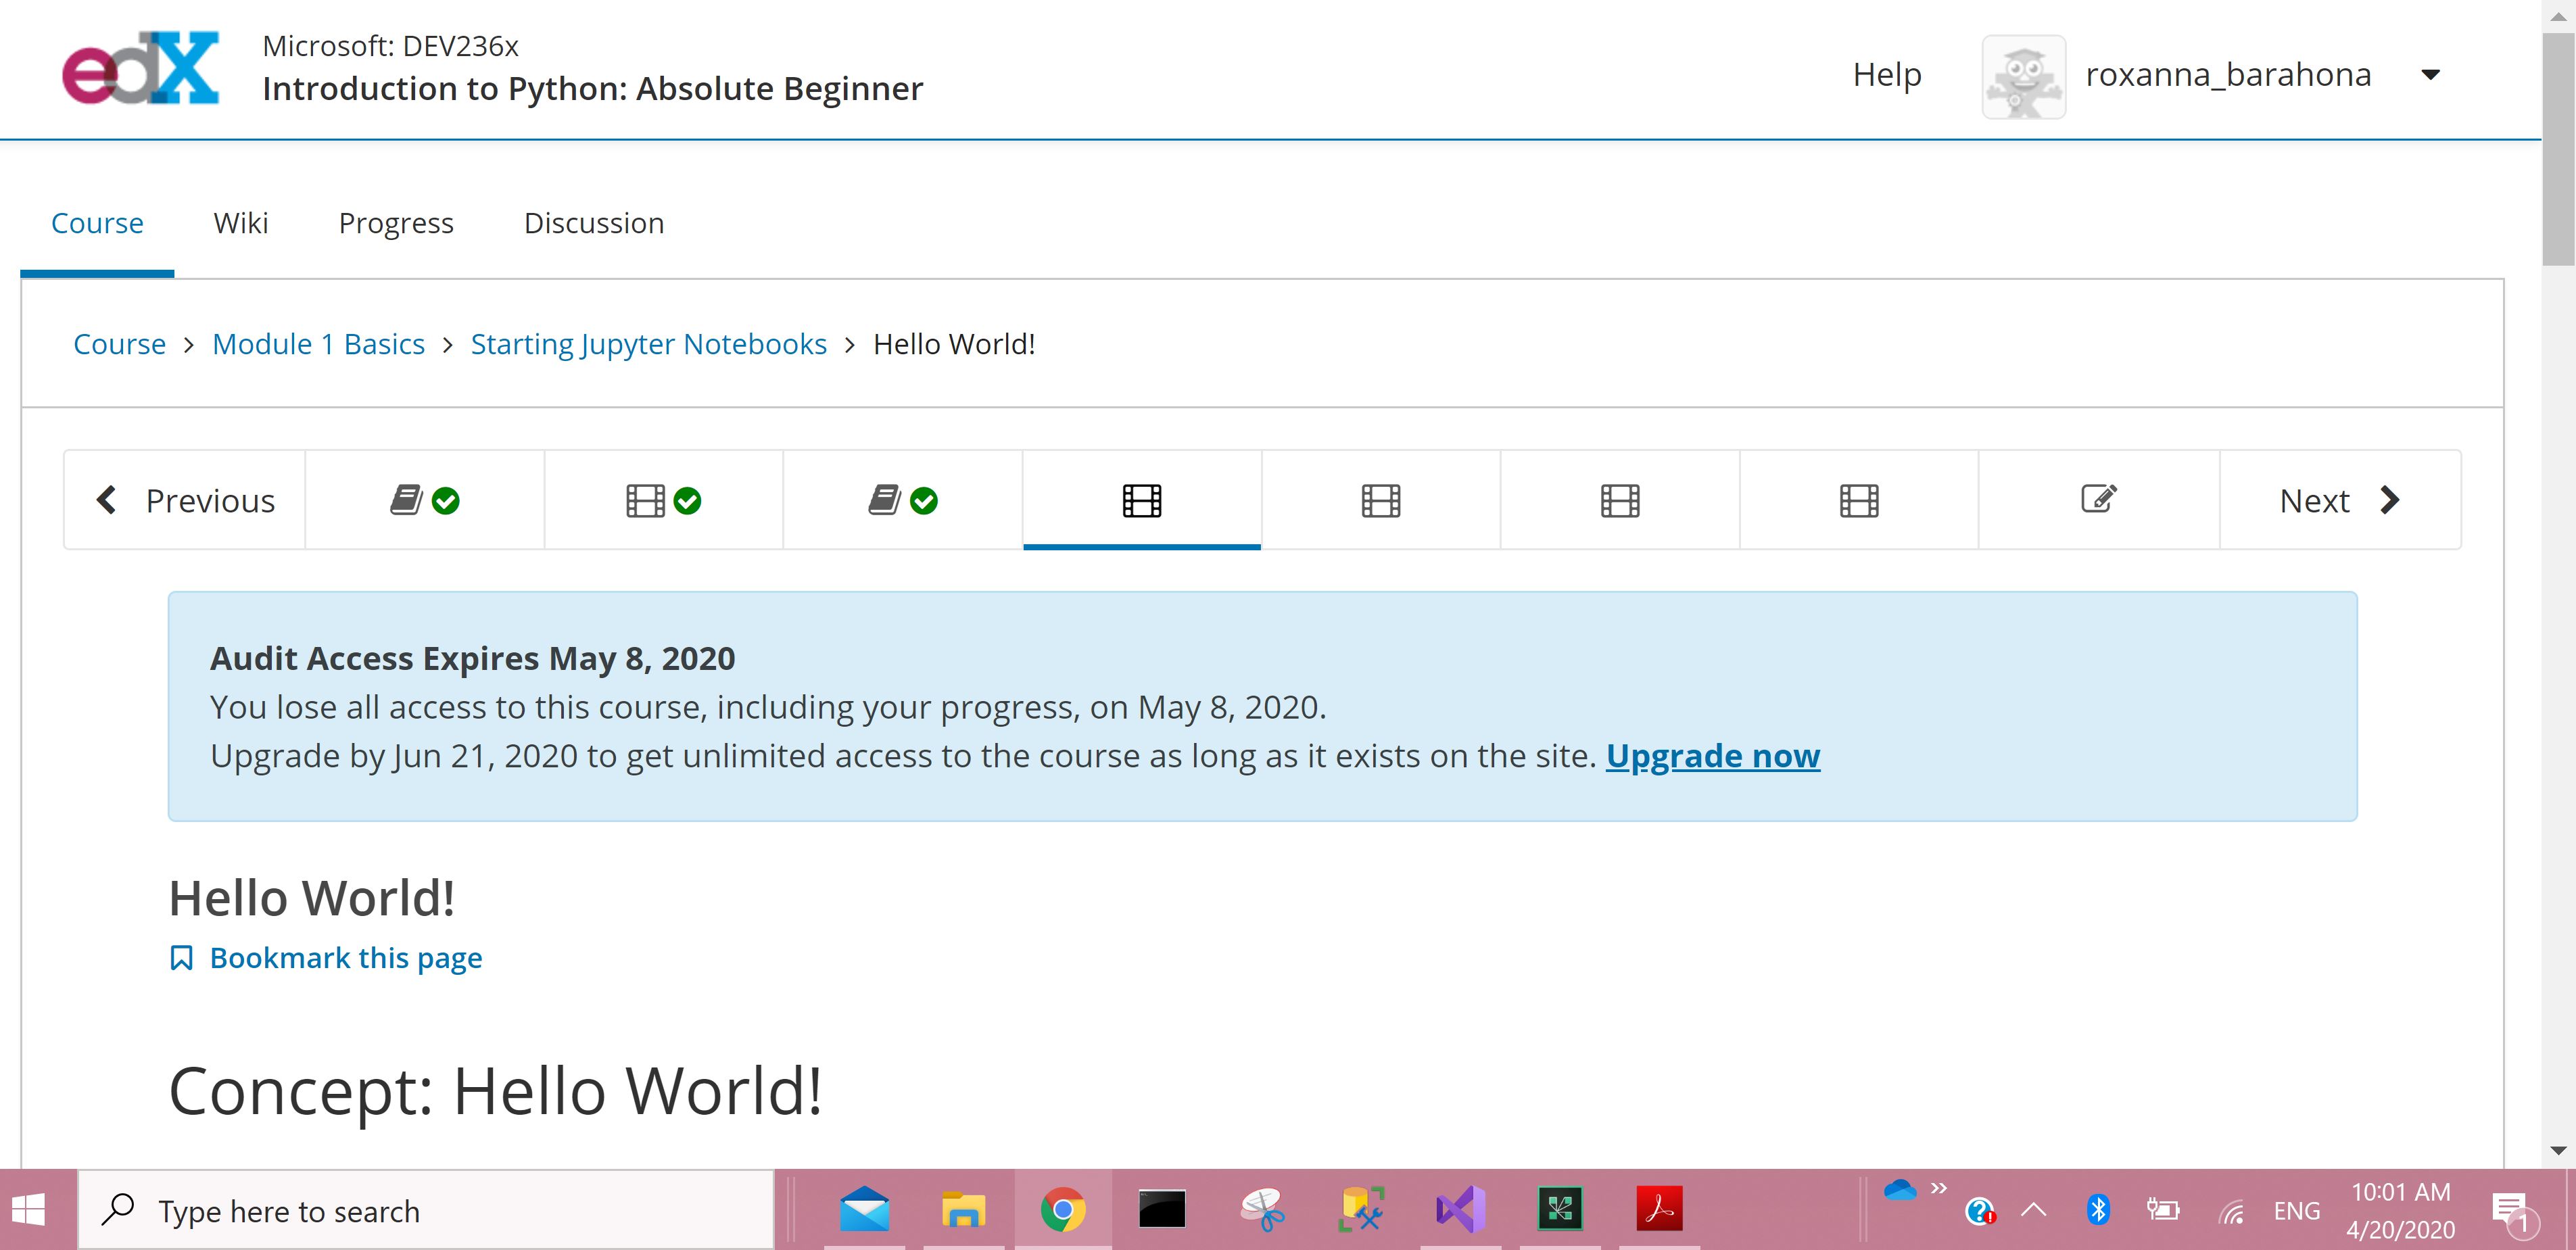 edX
Microsoft: DEV236x
Introduction to Python: Absolute Beginner
Help
roxanna_barahona
Course
Wiki
Progress
Discussion
Course > Module 1 Basics > Starting Jupyter Notebooks > Hello World!
Previous
Next
Audit Access Expires May 8, 2020
You lose all access to this course, including your progress, on May 8, 2020.
Upgrade by Jun 21, 2020 to get unlimited access to the course as long as it exists on the site. Upgrade now
Hello World!
Bookmark this page
Concept: Hello World!
Type here to search
ENG
10:01 AM
4/20/2020
1